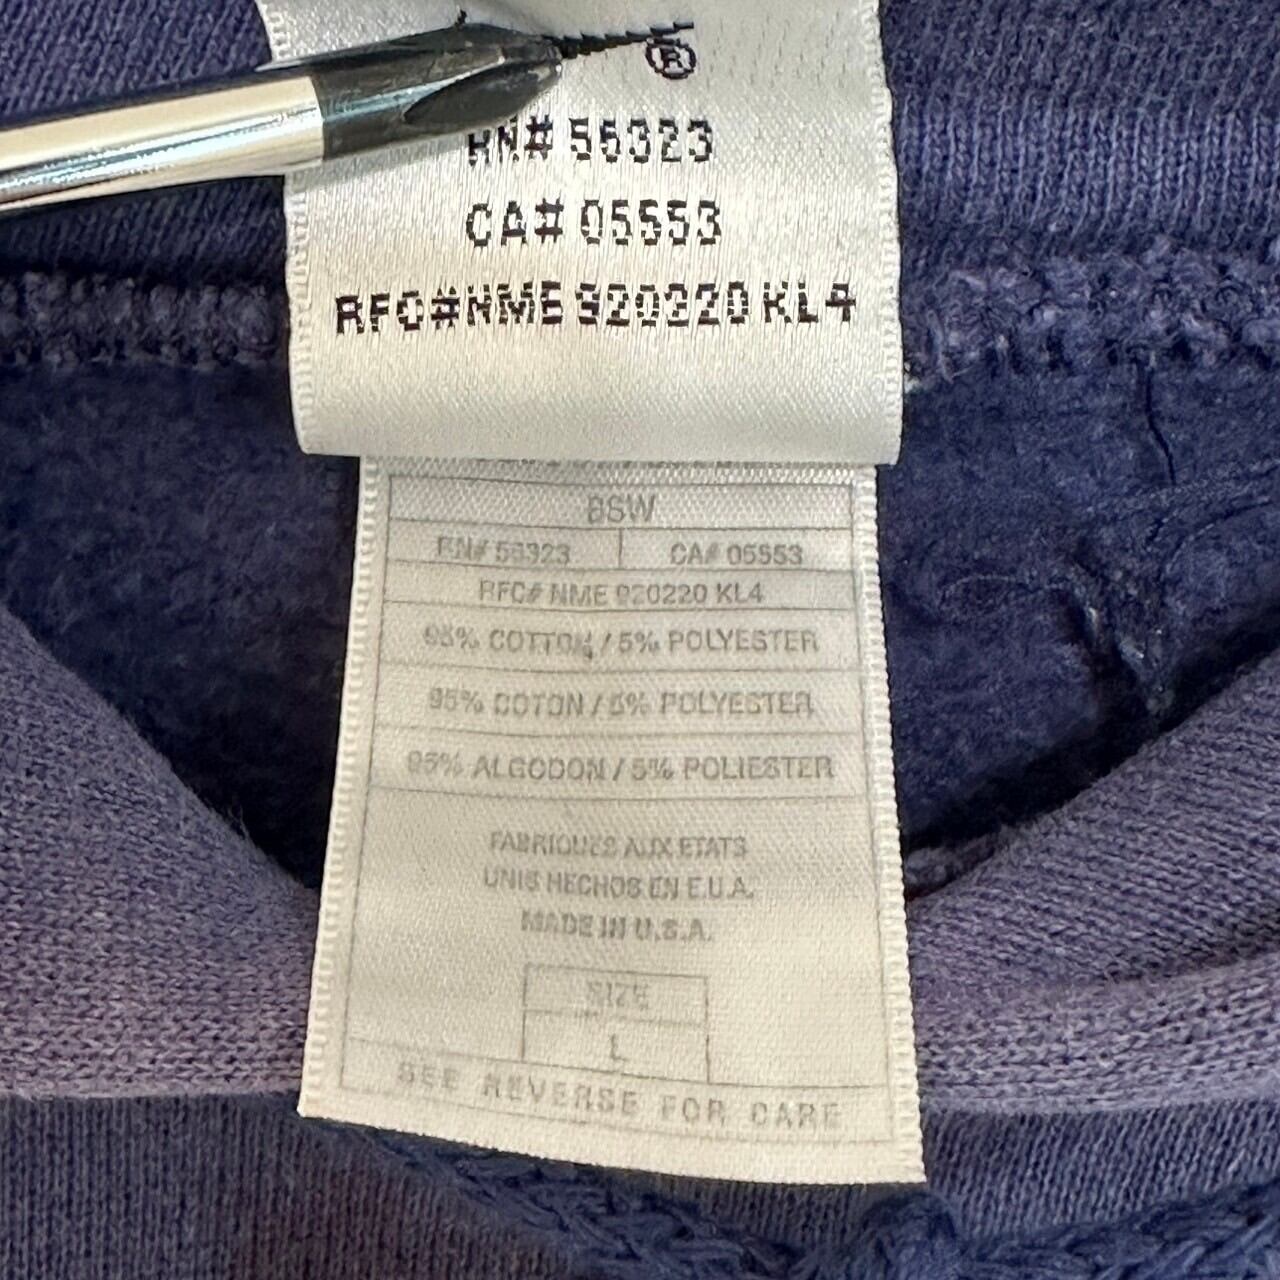 ®
RN# 56323
CA# 05553
RFC#NME 920220 KL4
BSW
RN# 56323 CA# 05553
RFC# NME 920220 KL4
95% COTTON / 5% POLYESTER
95% COTON / 5% POLYESTER
95% ALGODON / 5% POLIESTER
FABRIQUES AUX ETATS
UNIS HECHOS EN E.U.A.
MADE IN U.S.A.
SIZE
L
SEE REVERSE FOR CARE